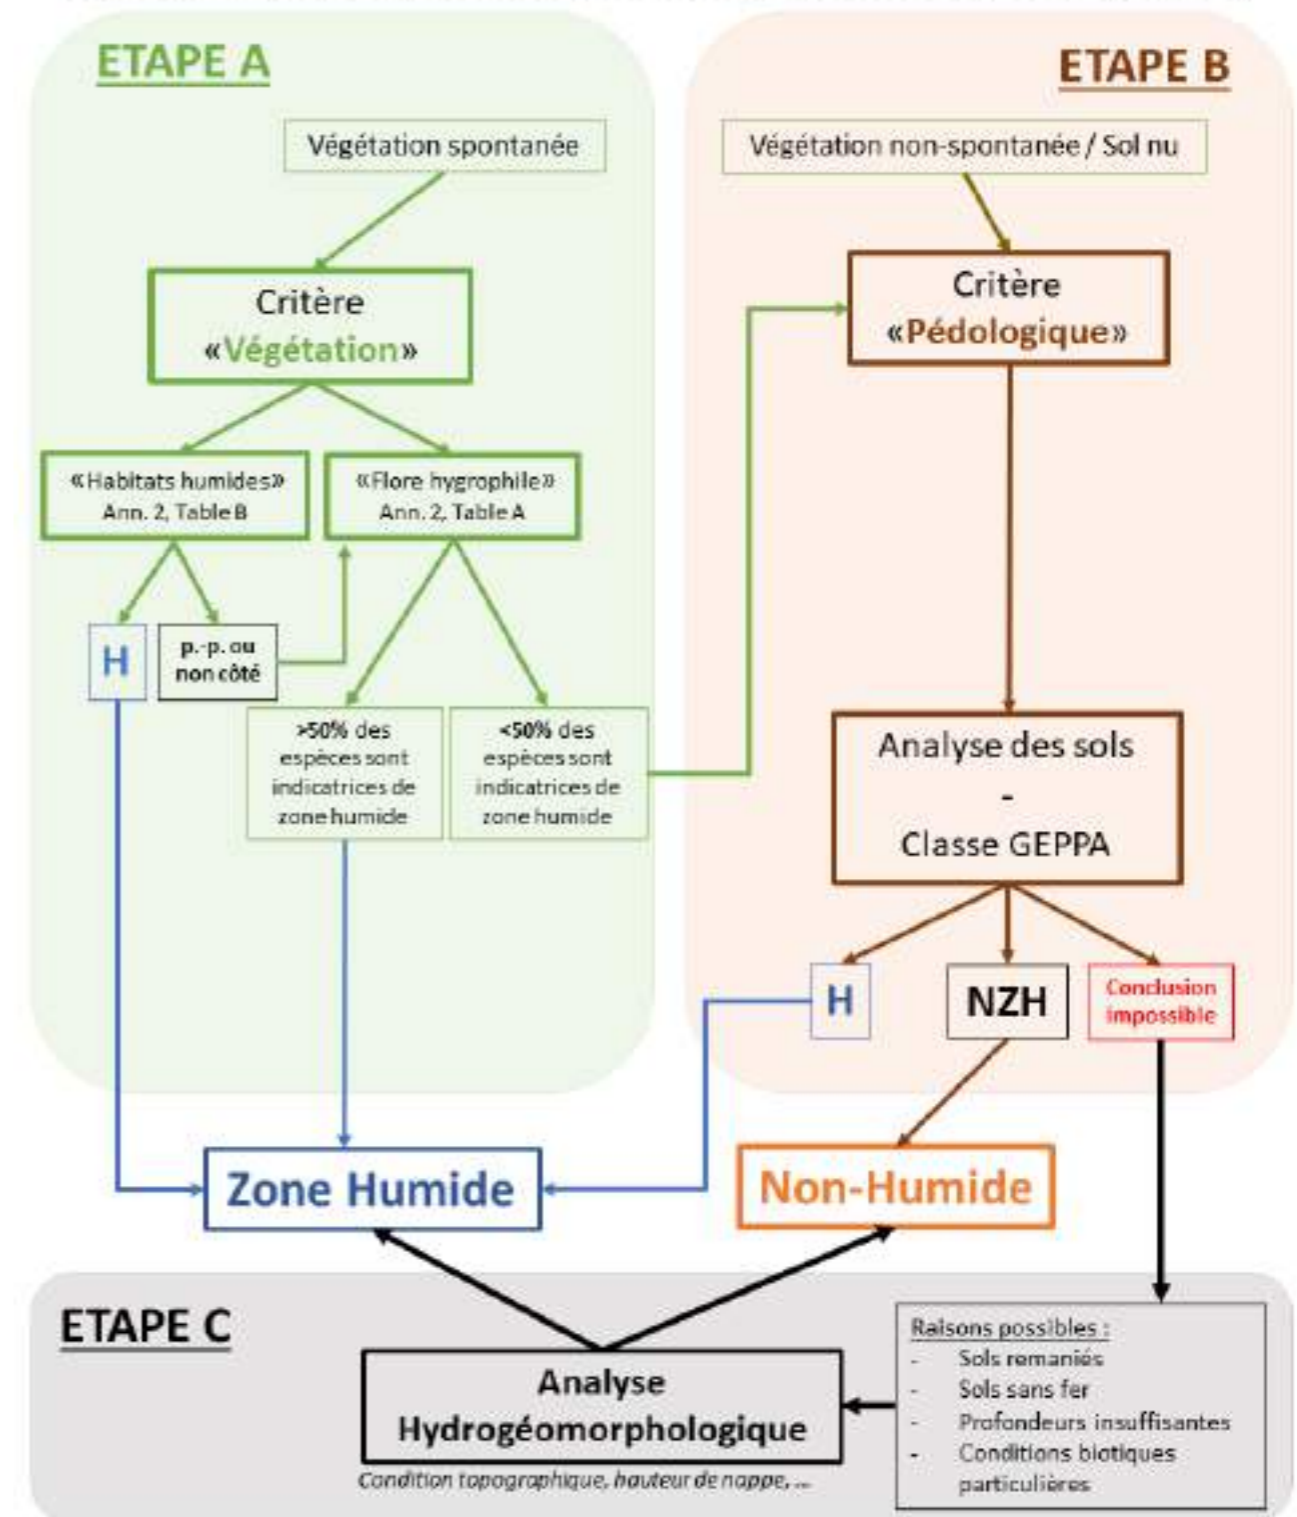 ETAPE A
Végétation spontanée
Critère
«Végétation»
«Habitats humides»
Ann. 2, Table B
«Flore hygrophile»
Ann. 2, Table A
H
p.-p. ou
non côté
>50% des
espèces sont
indicatrices de
zone humide
<50% des
espèces sont
indicatrices de
zone humide
ETAPE B
Végétation non-spontanée / Sol nu
Critère
«Pédologique»
Analyse des sols
-
Classe GEPPA
H
NZH
Conclusion
impossible
Zone Humide
Non-Humide
ETAPE C
Analyse
Hydrogéomorphologique
Condition topographique, hauteur de nappe, ...
Raisons possibles :
- Sols remaniés
- Sols sans fer
- Profondeurs insuffisantes
- Conditions biotiques
particulières